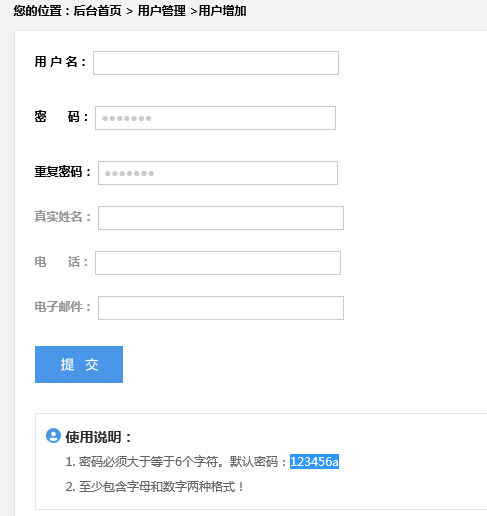 您的位置：后台首页 > 用户管理 >用户增加
用 户 名：
密 码：
重复密码：
真实姓名：
电 话：
电子邮件：
提 交
使用说明：
1. 密码必须大于等于6个字符。默认密码：123456a
2. 至少包含字母和数字两种格式！